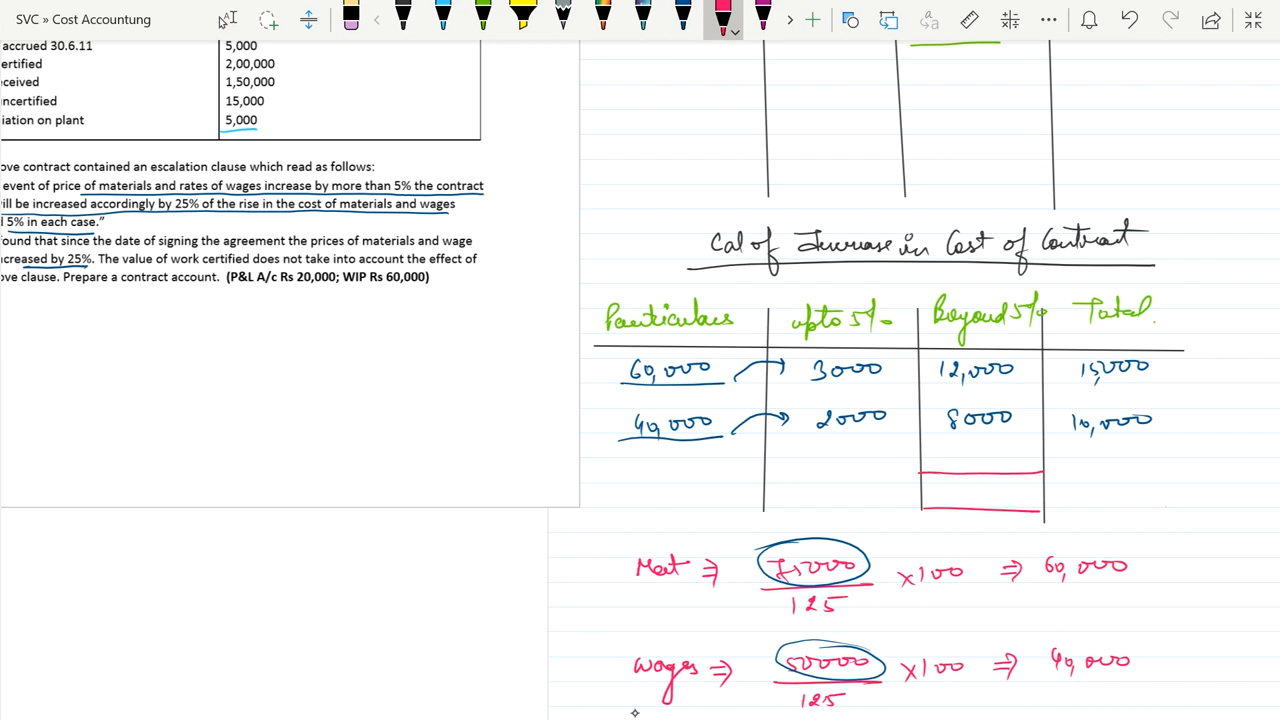 SVC » Cost Accountung
accrued 30.6.11 5,000
ertified 2,00,000
ceived 1,50,000
ncertified 15,000
iation on plant 5,000
ove contract contained an escalation clause which read as follows:
event of price of materials and rates of wages increase by more than 5% the contract
ill be increased accordingly by 25% of the rise in the cost of materials and wages
d 5% in each case.”
ound that since the date of signing the agreement the prices of materials and wage
ncreased by 25%. The value of work certified does not take into account the effect of
ove clause. Prepare a contract account. (P&L A/c Rs 20,000; WIP Rs 60,000)
Cal of Increase in Cost of Contract
Particulars upto 5% Beyond 5% Total.
60,000 3000 12,000 15,000
40,000 2000 8000 10,000
Mat ⇒ 75000 / 125 ×100 ⇒ 60,000
Wages ⇒ 50000 / 125 ×100 ⇒ 40,000